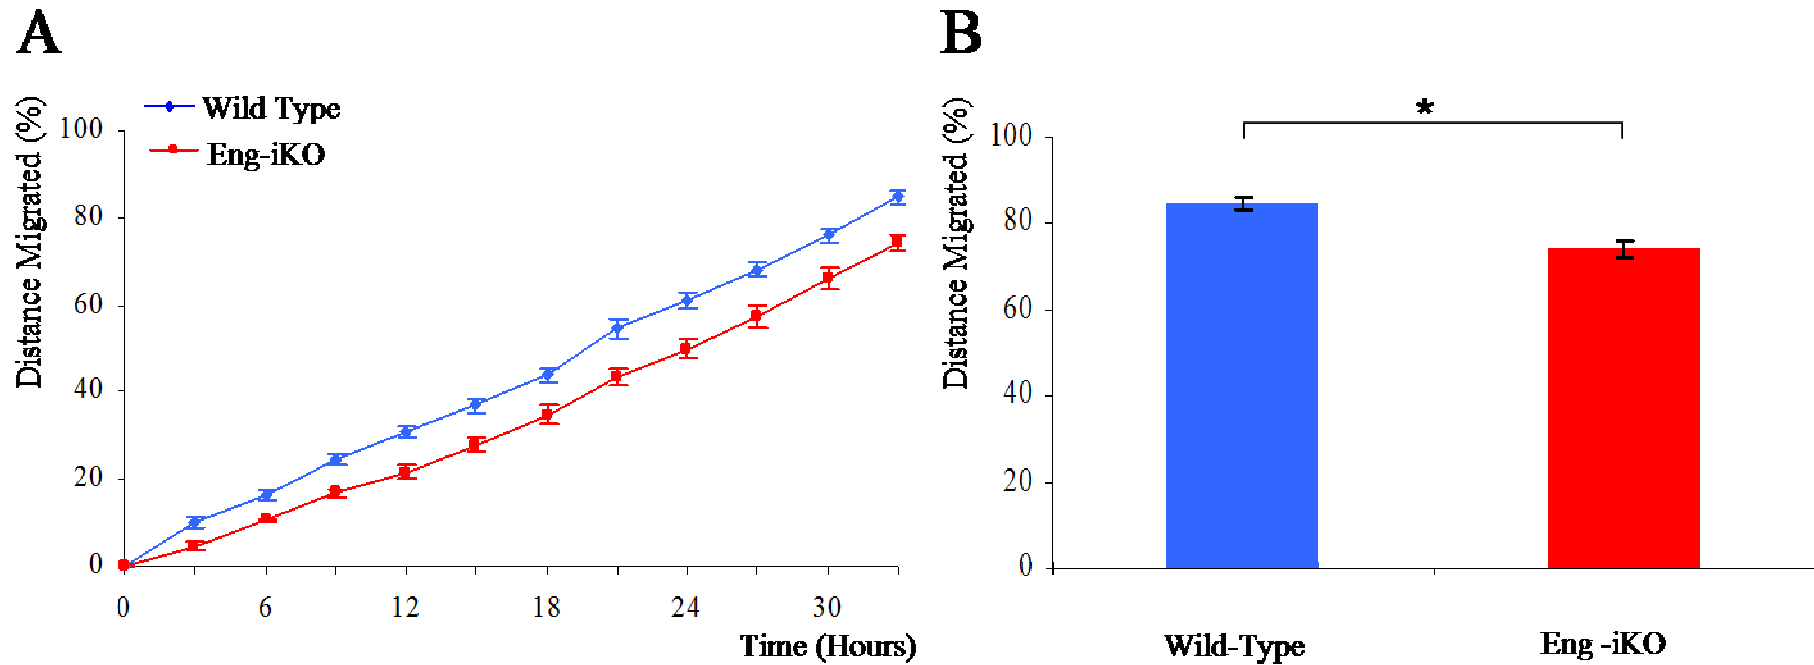 A
B
Distance Migrated (%)
Wild Type
Eng-iKO
100
80
60
40
20
0
0 6 12 18 24 30
Time (Hours)
Distance Migrated (%)
*
100
80
60
40
20
0
Wild-Type
Eng -iKO